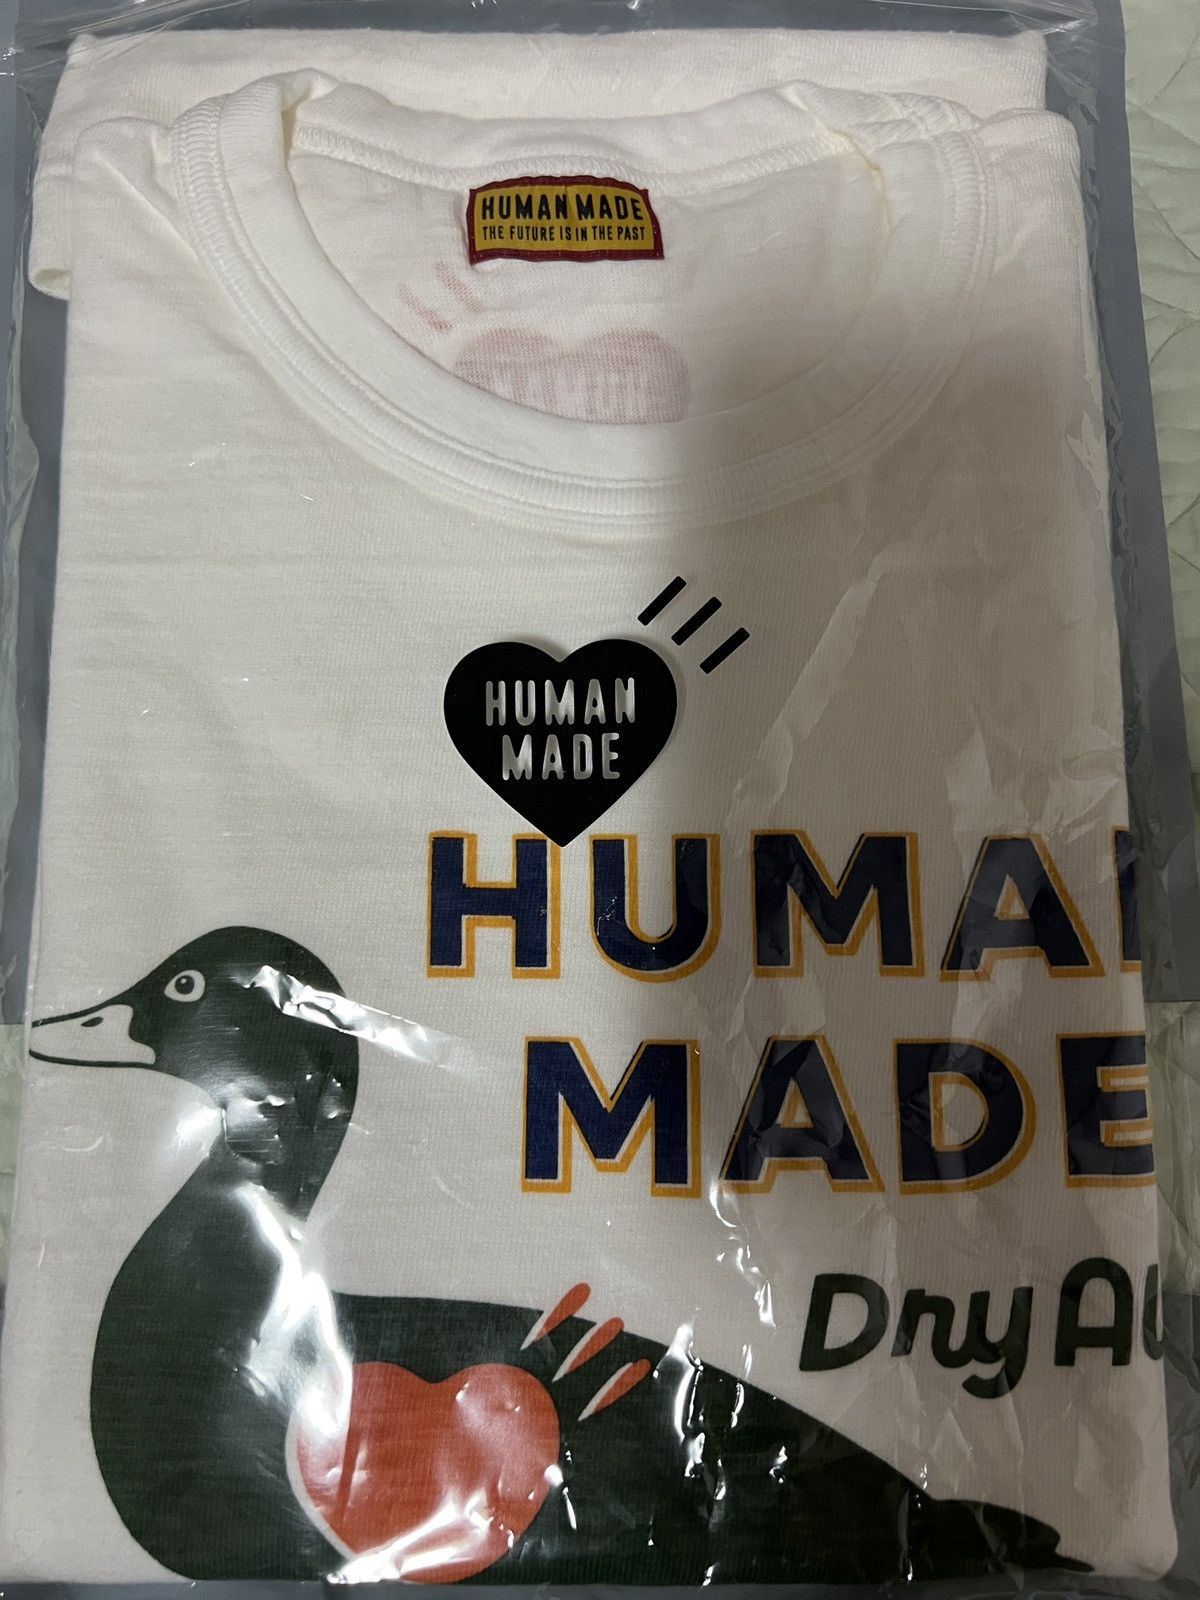 HUMAN MADE
THE FUTURE IS IN THE PAST
HUMAN
MADE
HUMAN
MADE
Dry Al